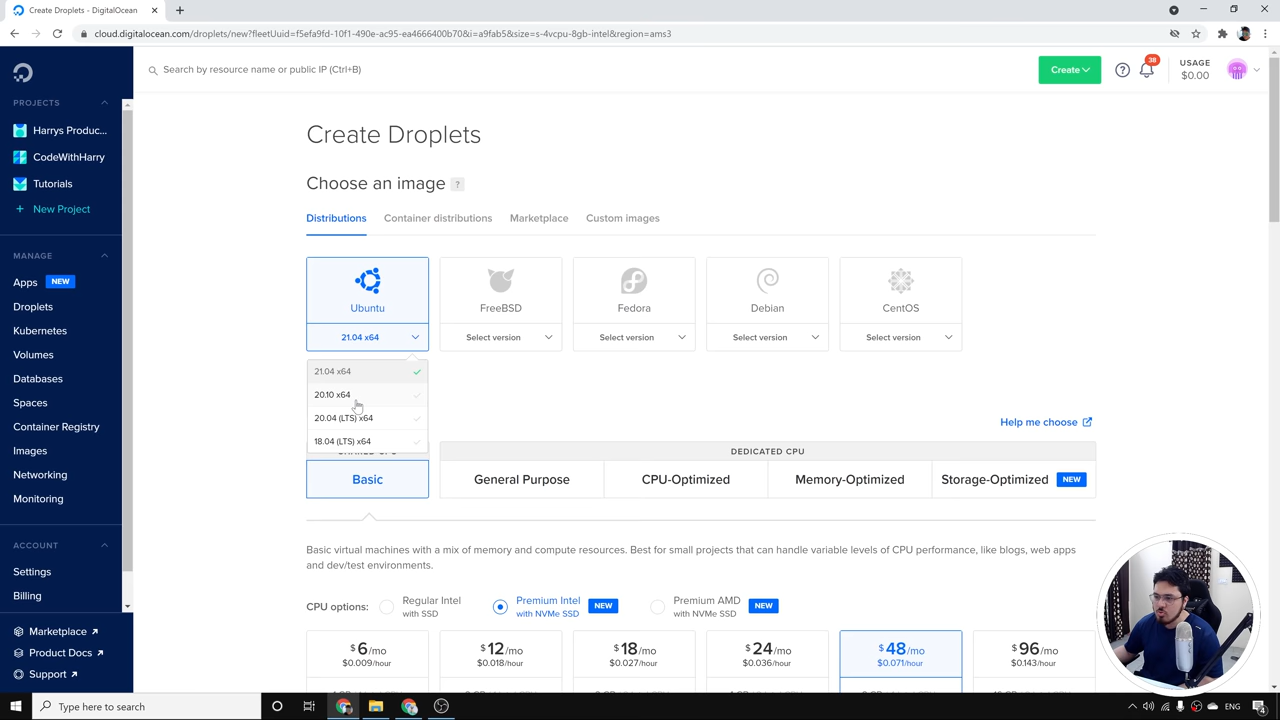 Create Droplets - DigitalOcean
cloud.digitalocean.com/droplets/new?fleetUuid=f5efa9fd-10f1-490e-ac95-ea4666400b70&i=a9fab5&size=s-4vcpu-8gb-intel&region=ams3
Search by resource name or public IP (Ctrl+B)
Create
?
38
USAGE
$0.00
PROJECTS
Harrys Produc...
CodeWithHarry
Tutorials
+ New Project
MANAGE
Apps NEW
Droplets
Kubernetes
Volumes
Databases
Spaces
Container Registry
Images
Networking
Monitoring
ACCOUNT
Settings
Billing
Marketplace
Product Docs
Support
Create Droplets
Choose an image ?
Distributions Container distributions Marketplace Custom images
Ubuntu FreeBSD Fedora Debian CentOS
21.04 x64 Select version Select version Select version Select version
21.04 x64
20.10 x64
20.04 (LTS) x64
18.04 (LTS) x64
Help me choose
DEDICATED CPU
Basic General Purpose CPU-Optimized Memory-Optimized Storage-Optimized NEW
Basic virtual machines with a mix of memory and compute resources. Best for small projects that can handle variable levels of CPU performance, like blogs, web apps
and dev/test environments.
CPU options: Regular Intel with SSD Premium Intel with NVMe SSD NEW Premium AMD with NVMe SSD NEW
$6/mo $12/mo $18/mo $24/mo $48/mo $96/mo
$0.009/hour $0.018/hour $0.027/hour $0.036/hour $0.071/hour $0.143/hour
Type here to search
ENG
4